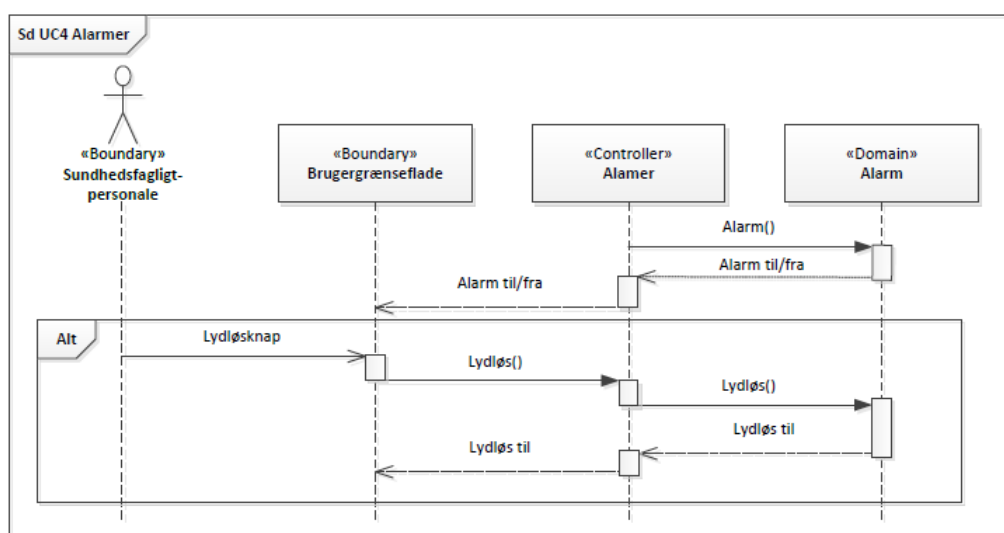 Sd UC4 Alarmer
«Boundary»
Sundhedsfagligt-
personale
«Boundary»
Brugergrænseflade
«Controller»
Alamer
«Domain»
Alarm
Alarm()
Alarm til/fra
Alarm til/fra
Alt
Lydløsknap
Lydløs()
Lydløs()
Lydløs til
Lydløs til